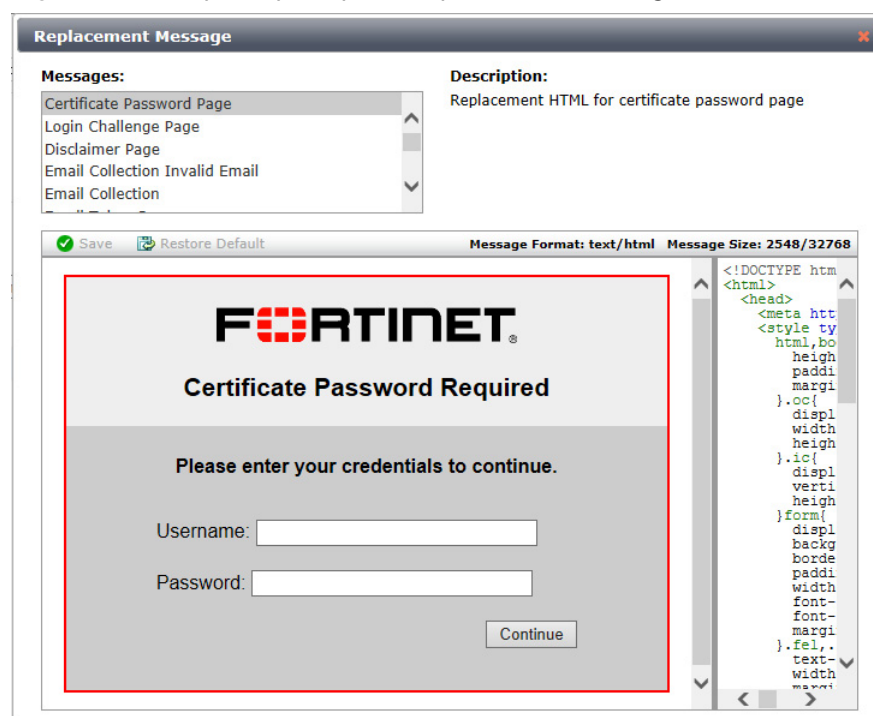 Replacement Message
Messages:
Description:
Certificate Password Page
Replacement HTML for certificate password page
Login Challenge Page
Disclaimer Page
Email Collection Invalid Email
Email Collection
Save Restore Default Message Format: text/html Message Size: 2548/32768
FORTINET®
Certificate Password Required
Please enter your credentials to continue.
Username:
Password:
Continue
<!DOCTYPE htm
<html>
<head>
<meta htt
<style ty
html,bo
heigh
paddi
margi
}.oc{
displ
width
heigh
}.ic{
displ
verti
heigh
}form{
displ
backg
borde
paddi
width
font-
font-
margi
}.fel,.
text-
width